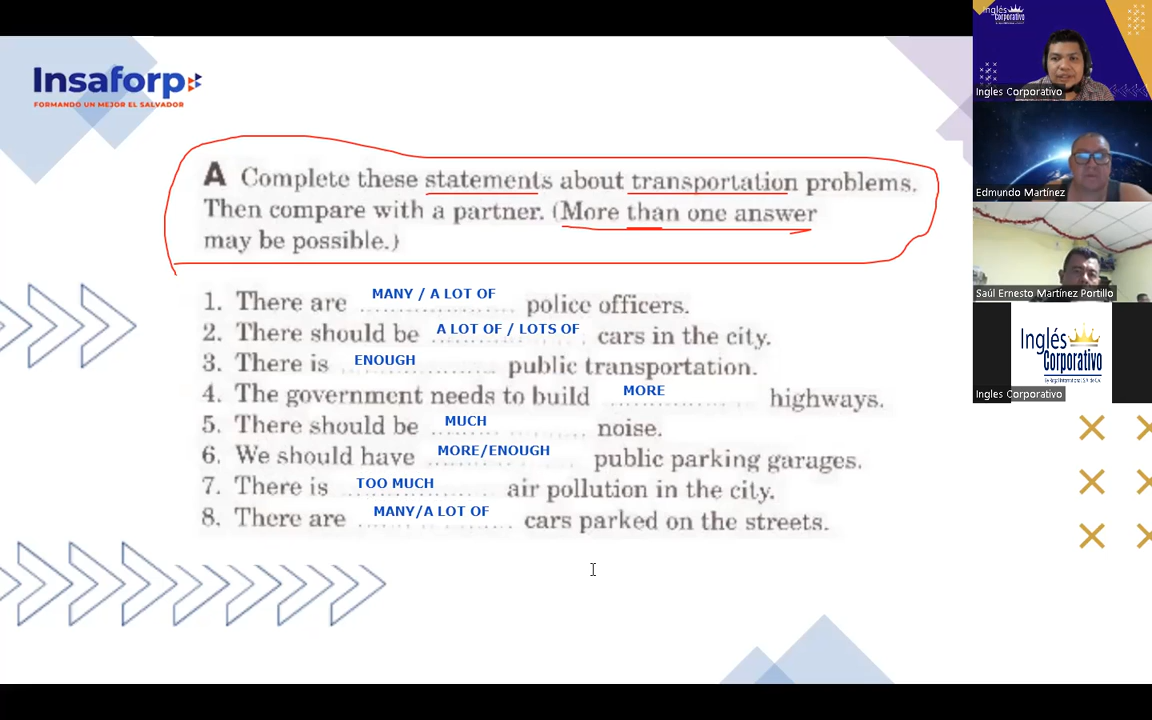 Insaforp
FORMANDO UN MEJOR EL SALVADOR
A Complete these statements about transportation problems.
Then compare with a partner. (More than one answer
may be possible.)
1. There are MANY / A LOT OF police officers.
2. There should be A LOT OF / LOTS OF cars in the city.
3. There is ENOUGH public transportation.
4. The government needs to build MORE highways.
5. There should be MUCH noise.
6. We should have MORE/ENOUGH public parking garages.
7. There is TOO MUCH air pollution in the city.
8. There are MANY/A LOT OF cars parked on the streets.
Inglés
Corporativo
Ingles Corporativo
Edmundo Martínez
Saúl Ernesto Martínez Portillo
Inglés
Corporativo
Ingles Corporativo